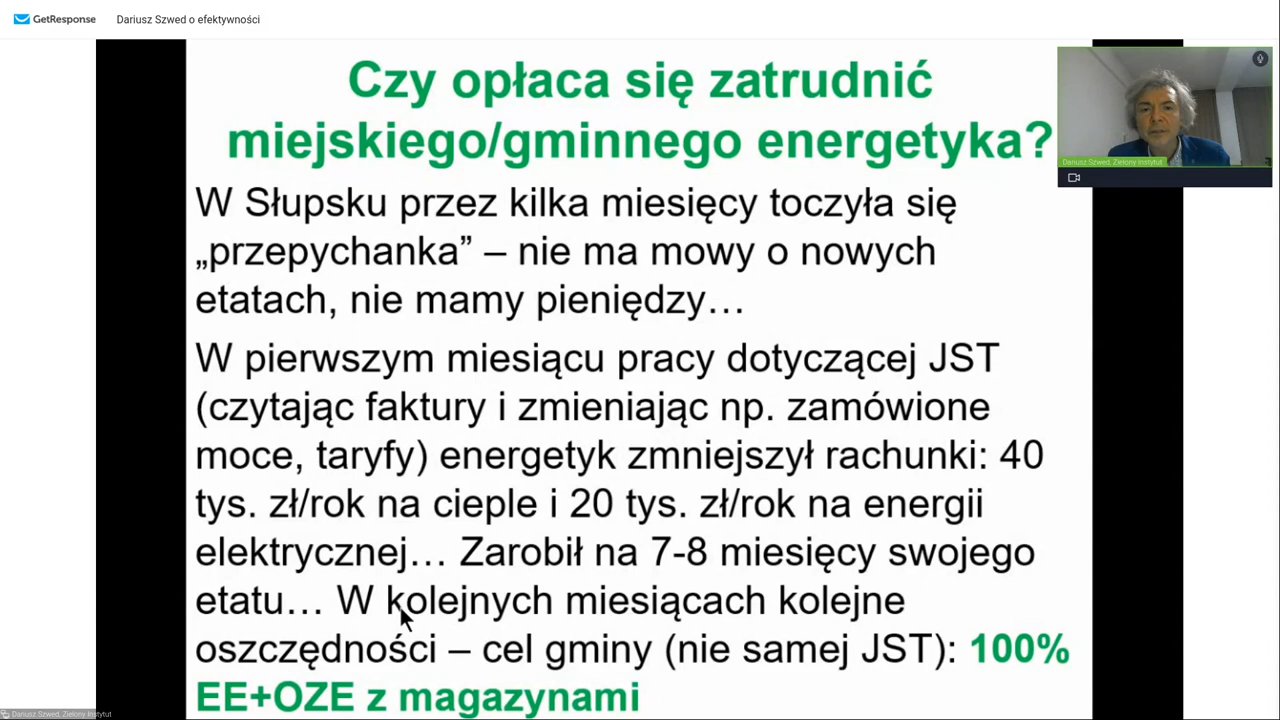 GetResponse Dariusz Szwed o efektywności
Czy opłaca się zatrudnić
miejskiego/gminnego energetyka?
Dariusz Szwed, Zielony Instytut
W Słupsku przez kilka miesięcy toczyła się
„przepychanka” – nie ma mowy o nowych
etatach, nie mamy pieniędzy…
W pierwszym miesiącu pracy dotyczącej JST
(czytając faktury i zmieniając np. zamówione
moce, taryfy) energetyk zmniejszył rachunki: 40
tys. zł/rok na cieple i 20 tys. zł/rok na energii
elektrycznej… Zarobił na 7-8 miesięcy swojego
etatu… W kolejnych miesiącach kolejne
oszczędności – cel gminy (nie samej JST): 100%
EE+OZE z magazynami
Dariusz Szwed, Zielony Instytut